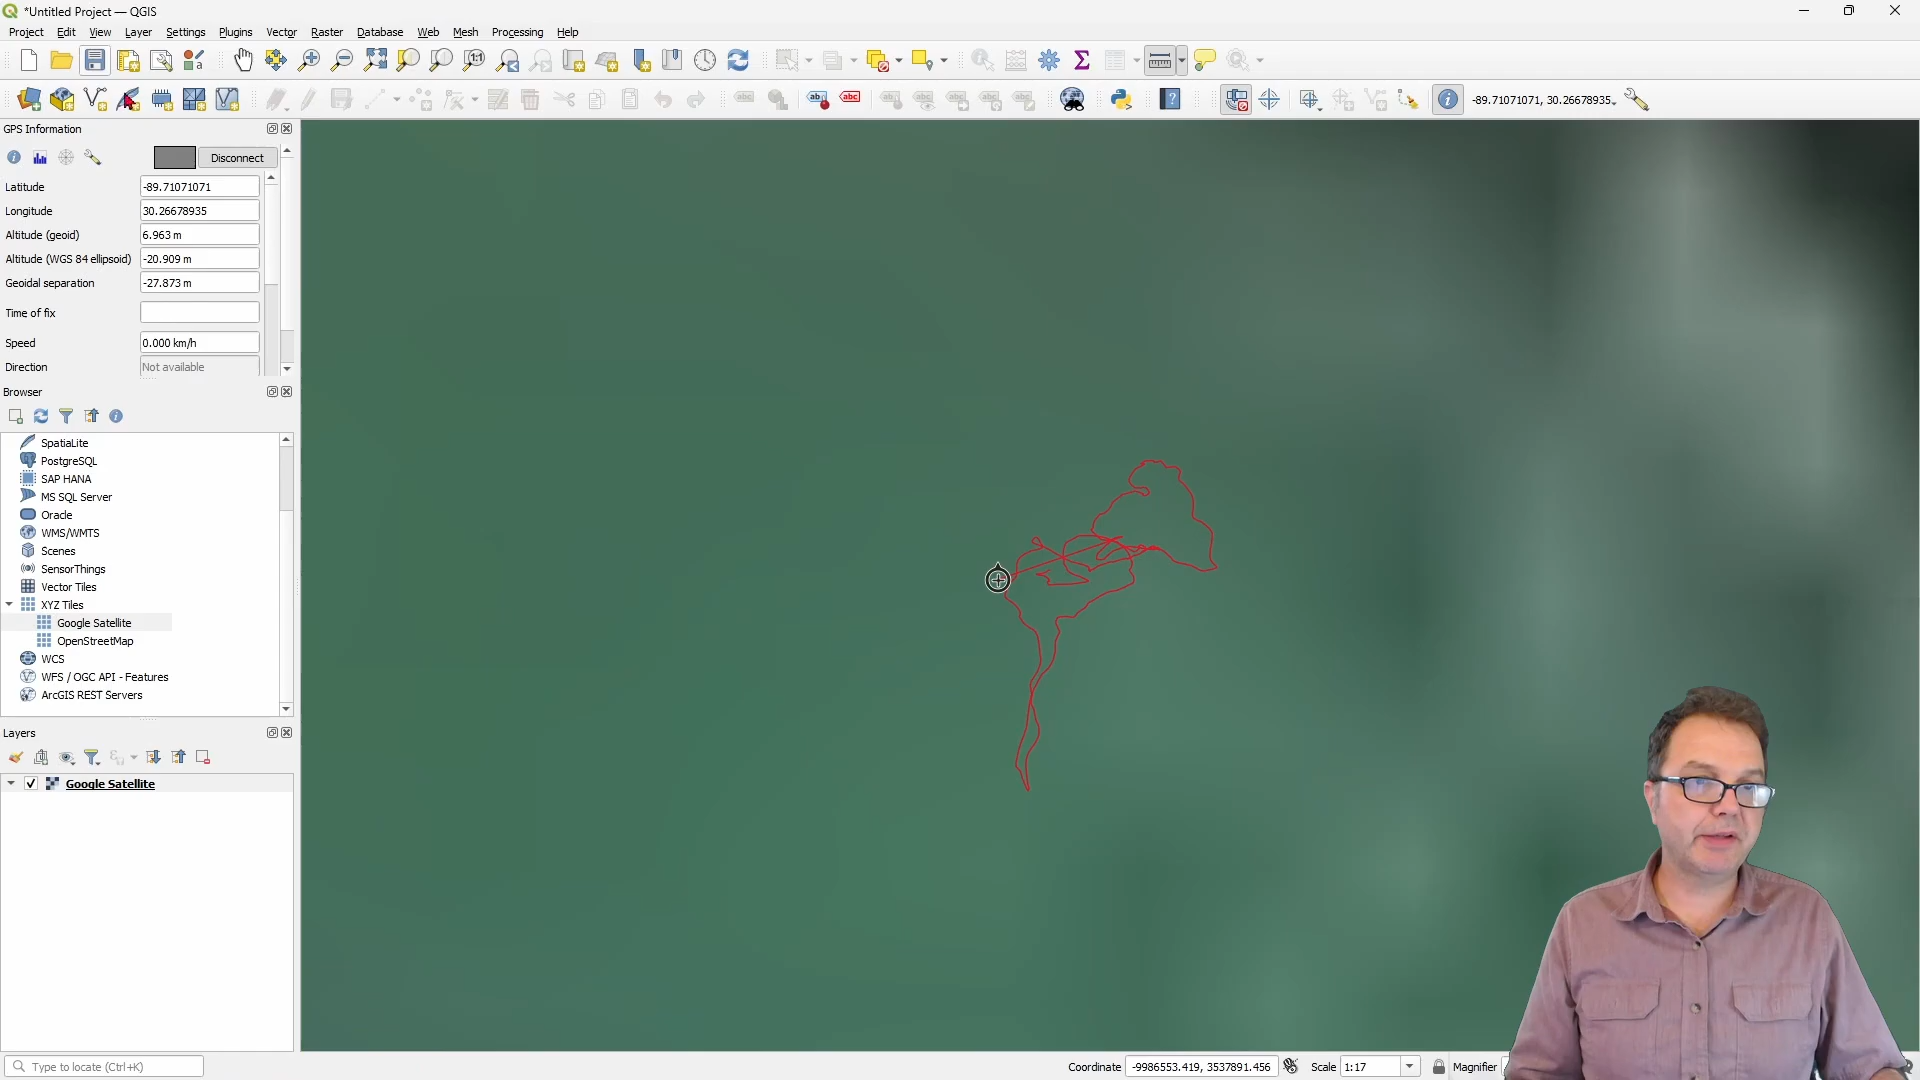 *Untitled Project — QGIS
Project Edit View Layer Settings Plugins Vector Raster Database Web Mesh Processing Help
-89.71071071, 30.26678935
GPS Information
Disconnect
Latitude -89.71071071
Longitude 30.26678935
Altitude (geoid) 6.963 m
Altitude (WGS 84 ellipsoid) -20.909 m
Geoidal separation -27.873 m
Time of fix
Speed 0.000 km/h
Direction Not available
Browser
SpatiaLite
PostgreSQL
SAP HANA
MS SQL Server
Oracle
WMS/WMTS
Scenes
SensorThings
Vector Tiles
XYZ Tiles
Google Satellite
OpenStreetMap
WCS
WFS / OGC API - Features
ArcGIS REST Servers
Layers
Google Satellite
Type to locate (Ctrl+K) Coordinate -9986553.419, 3537891.456 Scale 1:17 Magnifier